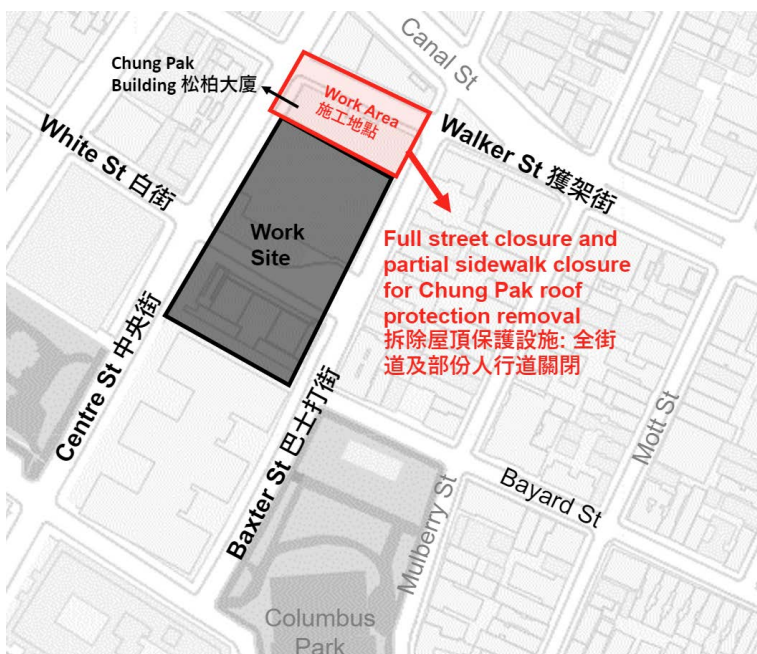 Canal St
Chung Pak
Building 松柏大廈
Work Area
施工地點
White St 白街
Walker St 獲架街
Work
Site
Full street closure and
partial sidewalk closure
for Chung Pak roof
protection removal
拆除屋頂保護設施: 全街
道及部份人行道關閉
Centre St 中央街
Baxter St 巴士打街
Mott St
Bayard St
Mulberry St
Columbus
Park